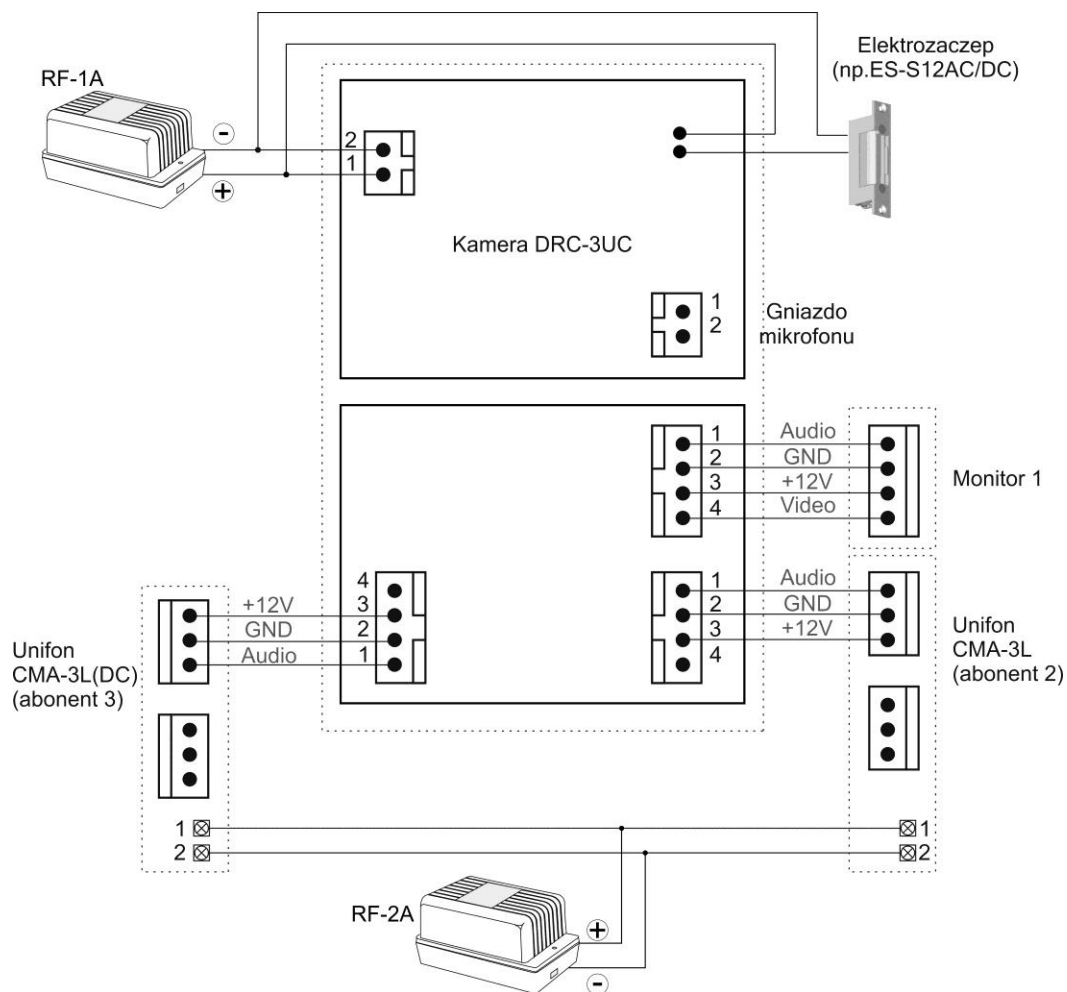 Elektrozaczep
(np.ES-S12AC/DC)
RF-1A
-
+
2
1
Kamera DRC-3UC
1
2
Gniazdo
mikrofonu
1
2
3
4
Audio
GND
+12V
Video
Monitor 1
4
3
2
1
+12V
GND
Audio
Unifon
CMA-3L(DC)
(abonent 3)
1
2
3
4
Audio
GND
+12V
Unifon
CMA-3L
(abonent 2)
1
2
1
2
RF-2A
+
-